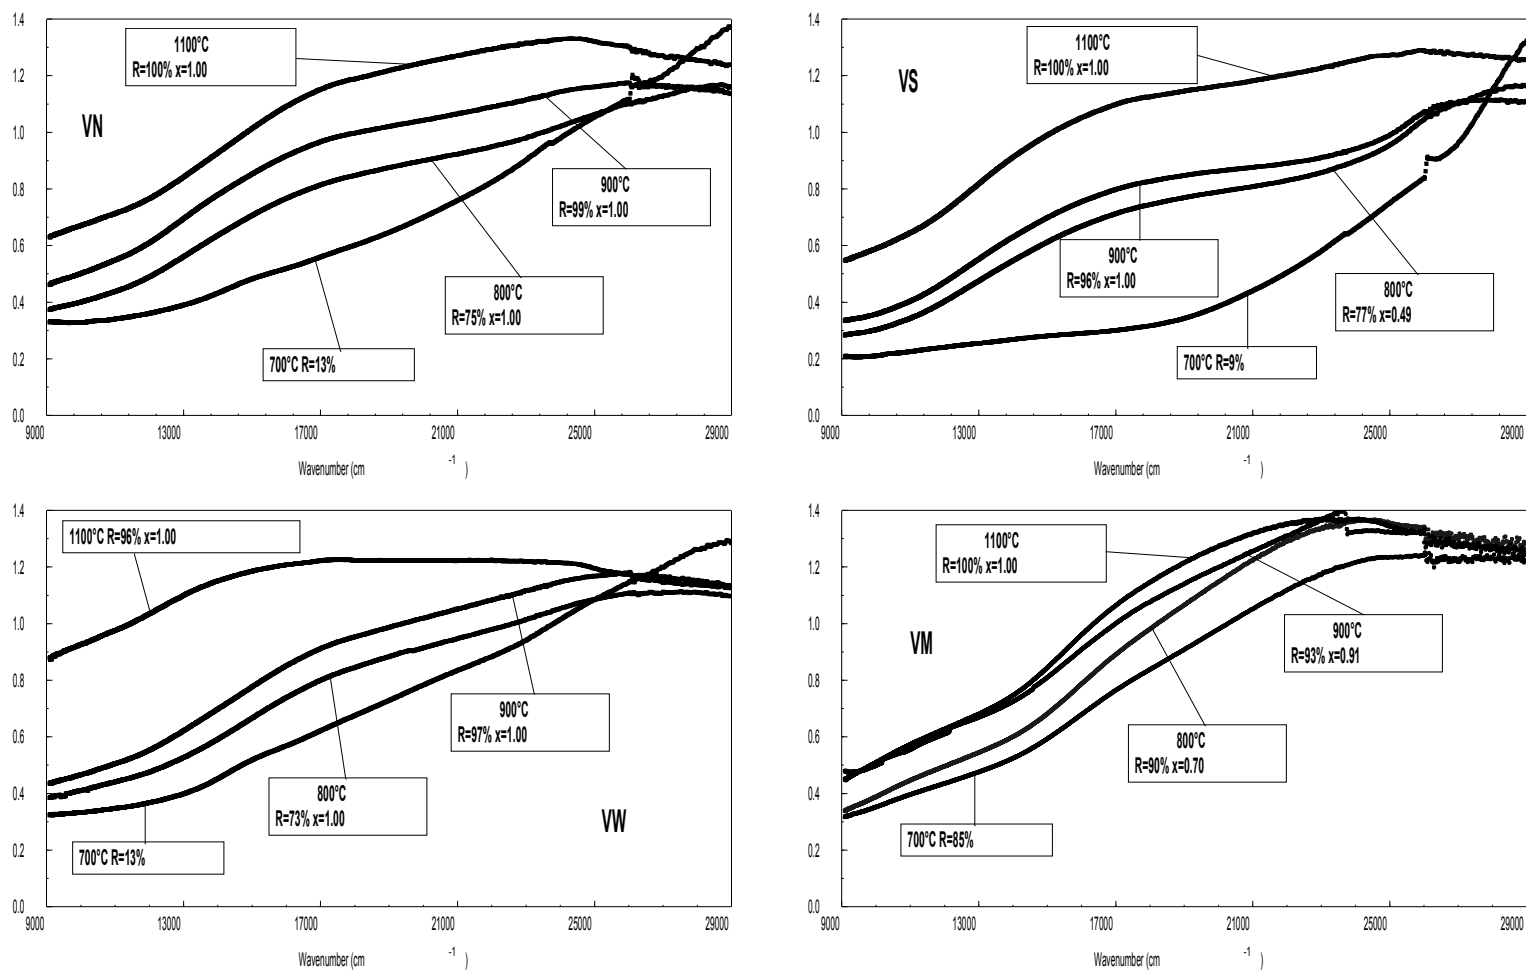 1.4
1.2
1.0
0.8
0.6
0.4
0.2
0.0
VN
1100°C
R=100% x=1.00
900°C
R=99% x=1.00
800°C
R=75% x=1.00
700°C R=13%
9000 13000 17000 21000 25000 29000
Wavenumber (cm -1 )
1.4
1.2
1.0
0.8
0.6
0.4
0.2
0.0
VS
1100°C
R=100% x=1.00
900°C
R=96% x=1.00
800°C
R=77% x=0.49
700°C R=9%
9000 13000 17000 21000 25000 29000
Wavenumber (cm -1 )
1.4
1.2
1.0
0.8
0.6
0.4
0.2
0.0
1100°C R=96% x=1.00
900°C
R=97% x=1.00
800°C
R=73% x=1.00
VW
700°C R=13%
9000 13000 17000 21000 25000 29000
Wavenumber (cm -1 )
1.4
1.2
1.0
0.8
0.6
0.4
0.2
0.0
1100°C
R=100% x=1.00
VM
900°C
R=93% x=0.91
800°C
R=90% x=0.70
700°C R=85%
9000 13000 17000 21000 25000 29000
Wavenumber (cm -1 )